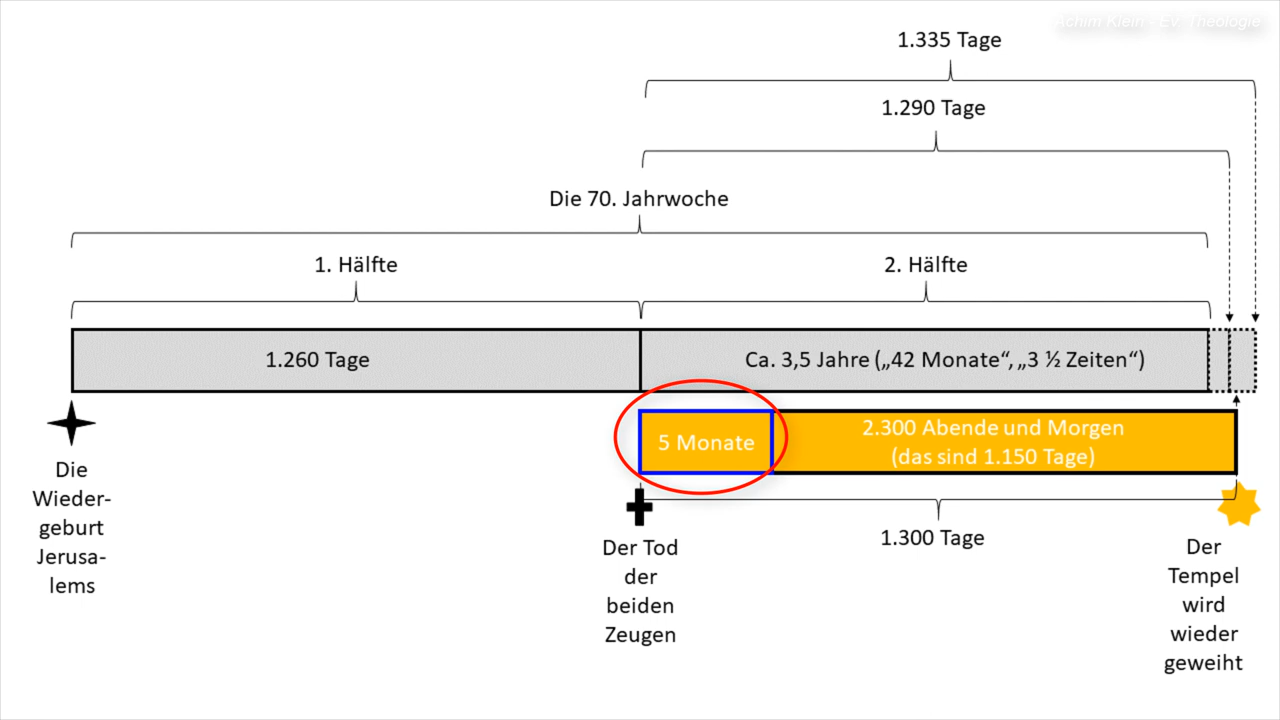 Achim Klein - Ev. Theologie
1.335 Tage
1.290 Tage
Die 70. Jahrwoche
1. Hälfte
2. Hälfte
1.260 Tage
Ca. 3,5 Jahre („42 Monate“, „3 ½ Zeiten“)
5 Monate
2.300 Abende und Morgen
(das sind 1.150 Tage)
1.300 Tage
Die
Wieder-
geburt
Jerusa-
lems
Der Tod
der
beiden
Zeugen
Der
Tempel
wird
wieder
geweiht